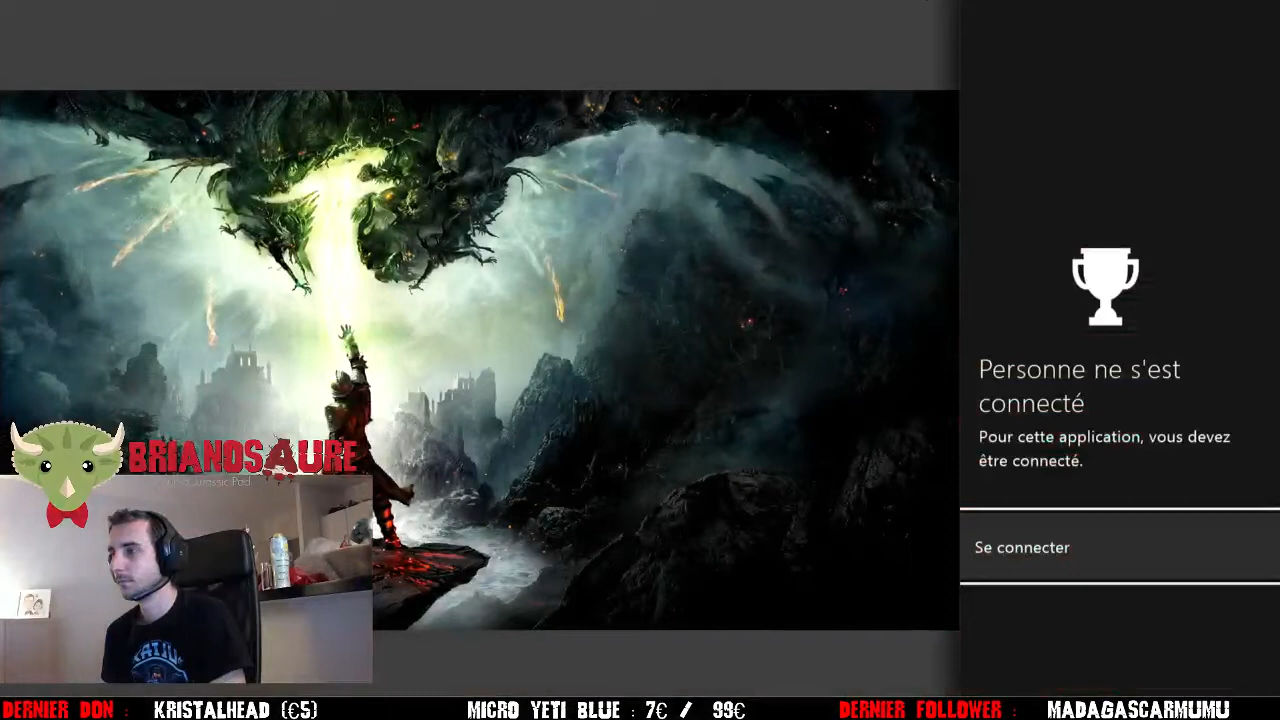 Personne ne s'est
connecté
Pour cette application, vous devez
être connecté.
Se connecter
BRIANOSAURE
DERNIER DON : KRISTALHEAD (€5)
MICRO YETI BLUE : 7€ / 99€
DERNIER FOLLOWER : MADAGASCARMUMU